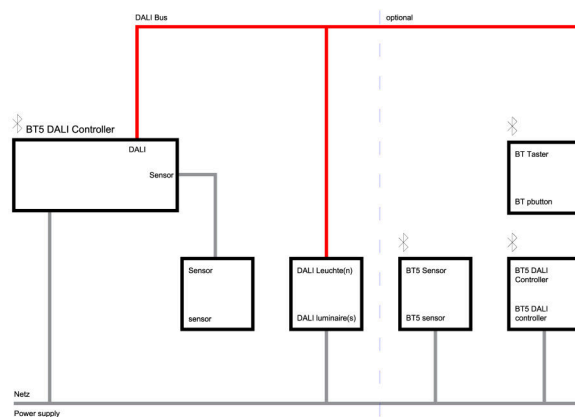 DALI Bus
optional
BT5 DALI Controller
DALI
Sensor
BT Taster
BT pbutton
Sensor
sensor
DALI Leuchte(n)
DALI luminaire(s)
BT5 Sensor
BT5 sensor
BT5 DALI
Controller
BT5 DALI
controller
Netz
Power supply